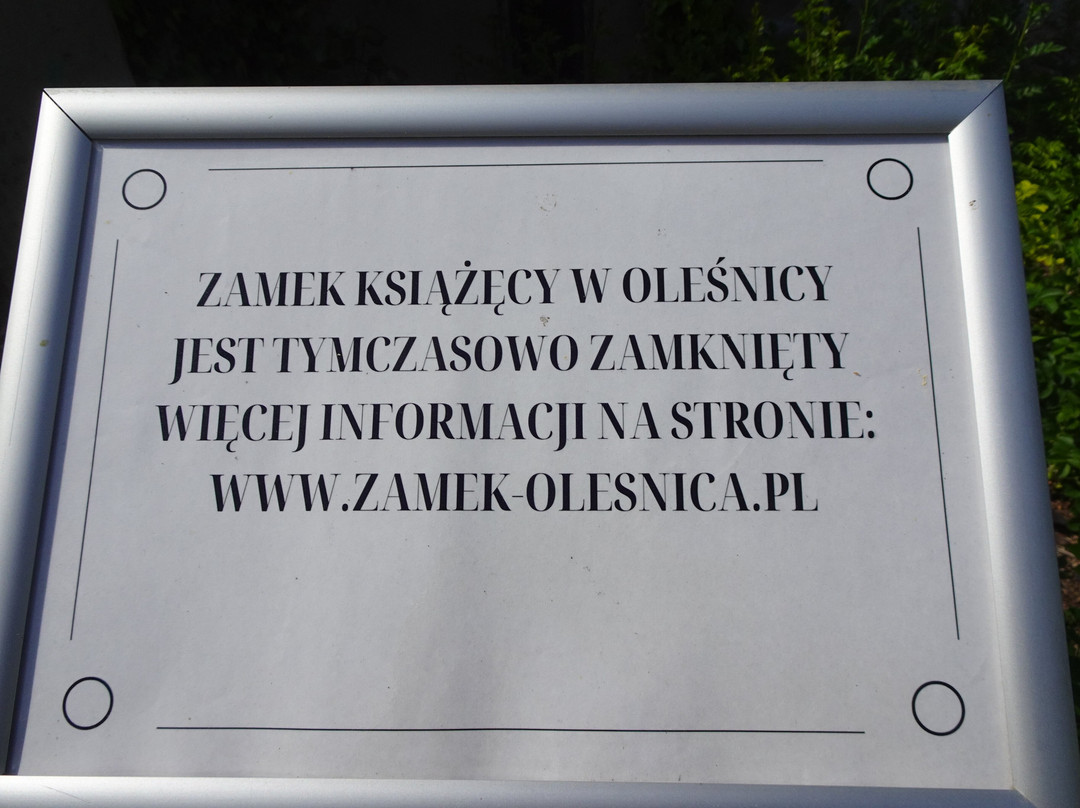 ZAMEK KSIĄŻĘCY W OLEŚNICY
JEST TYMCZASOWO ZAMKNIĘTY
WIĘCEJ INFORMACJI NA STRONIE:
WWW.ZAMEK-OLESNICA.PL